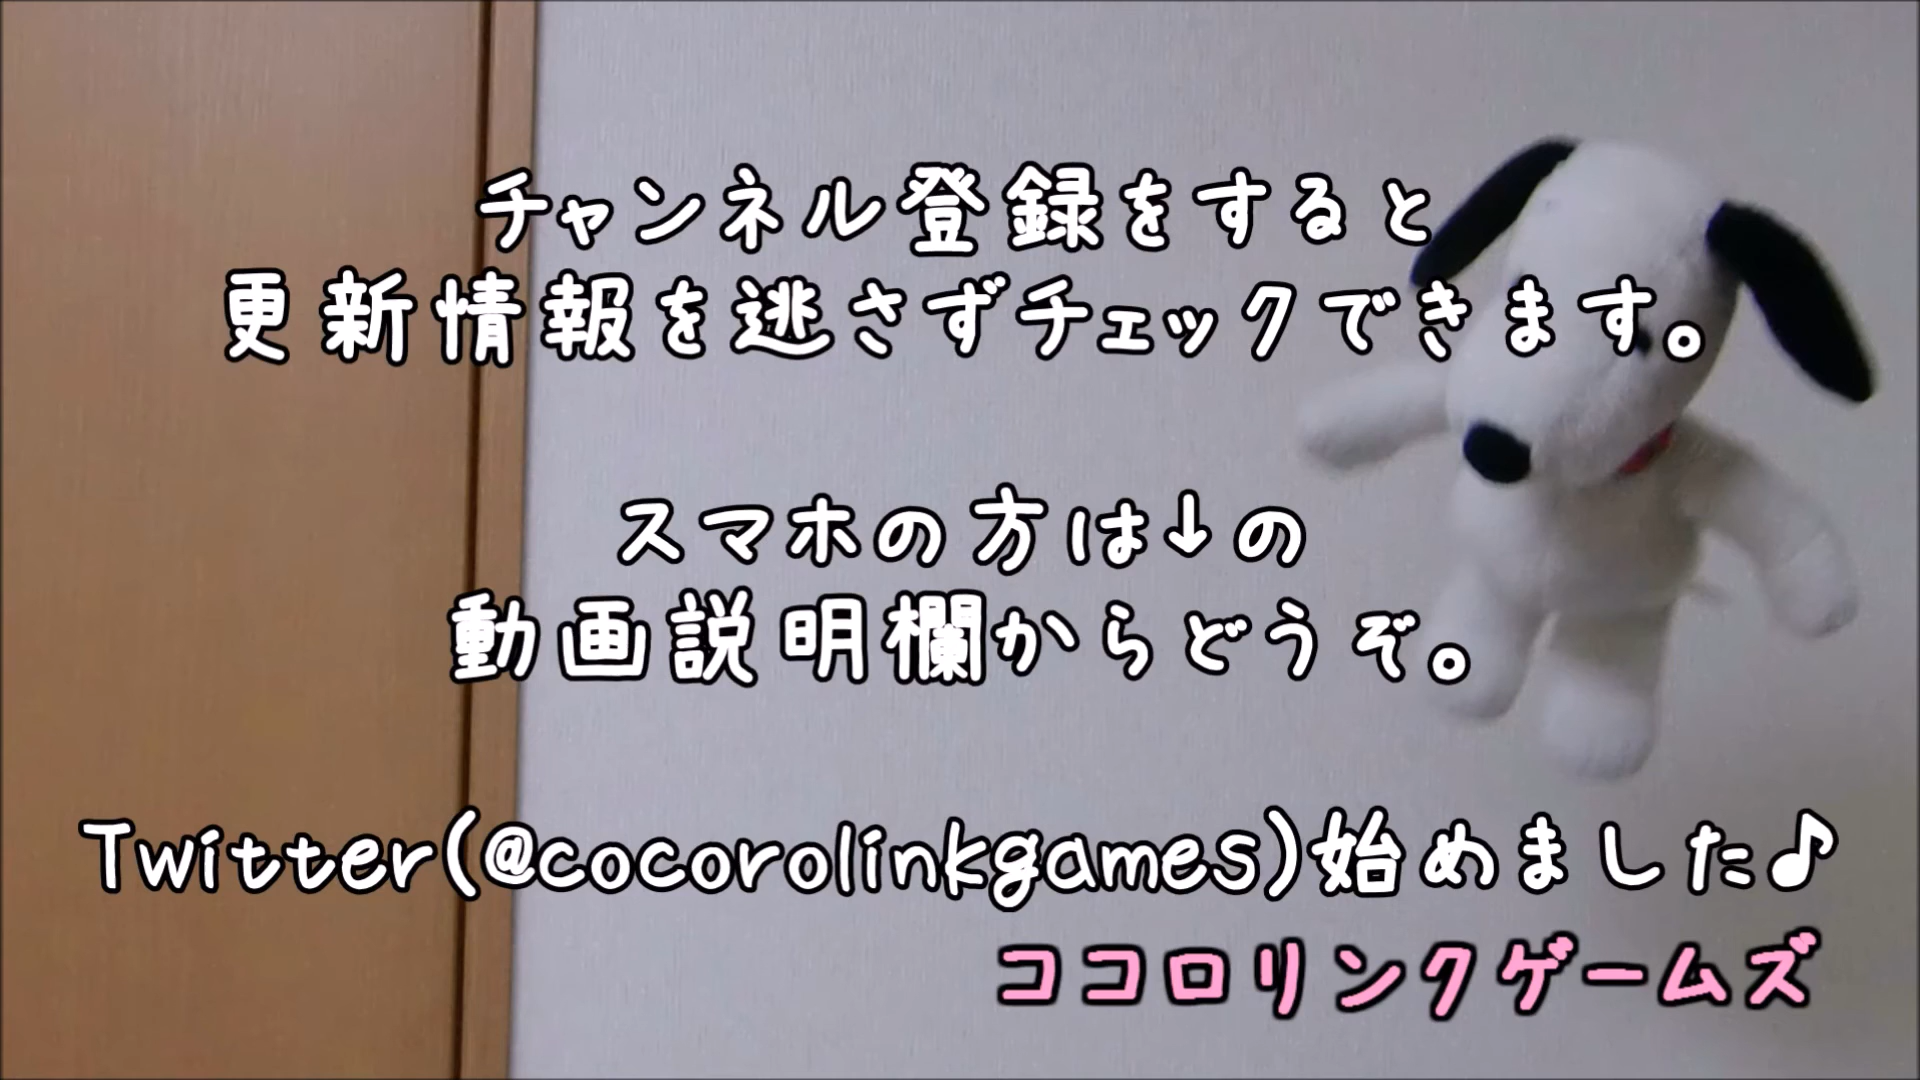 チャンネル登録をすると
更新情報を逃さずチェックできます。
スマホの方は↓の
動画説明欄からどうぞ。
Twitter(@cocorolinkgames)始めました♪
ココロリンクゲームズ